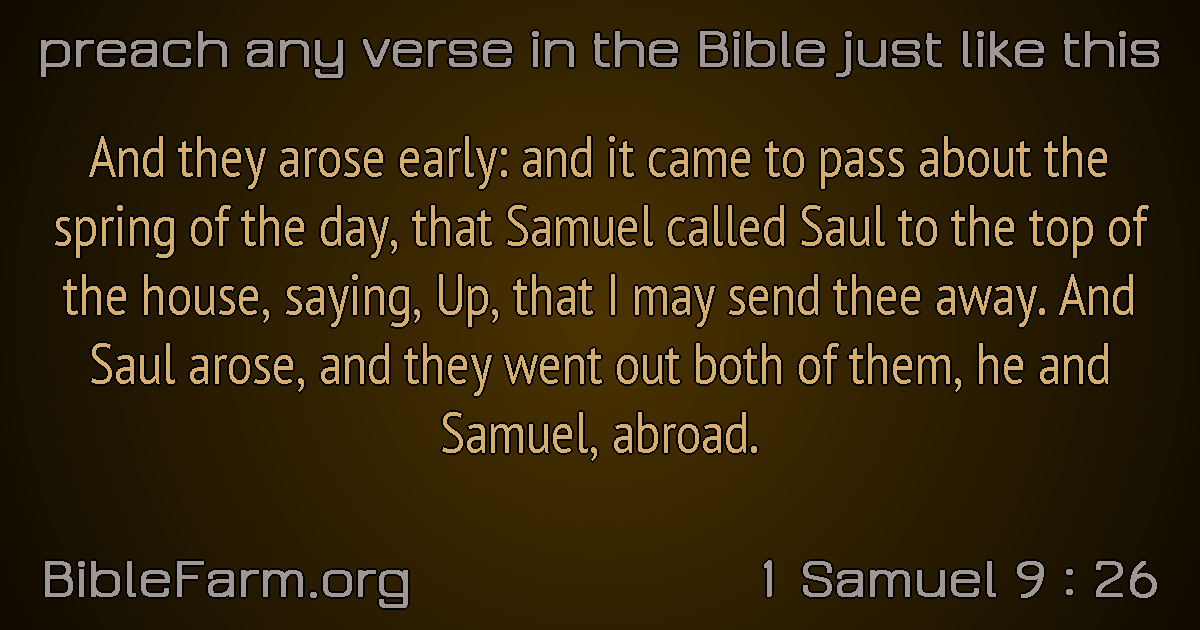 preach any verse in the Bible just like this
And they arose early: and it came to pass about the
spring of the day, that Samuel called Saul to the top of
the house, saying, Up, that I may send thee away. And
Saul arose, and they went out both of them, he and
Samuel, abroad.
BibleFarm.org
1 Samuel 9 : 26